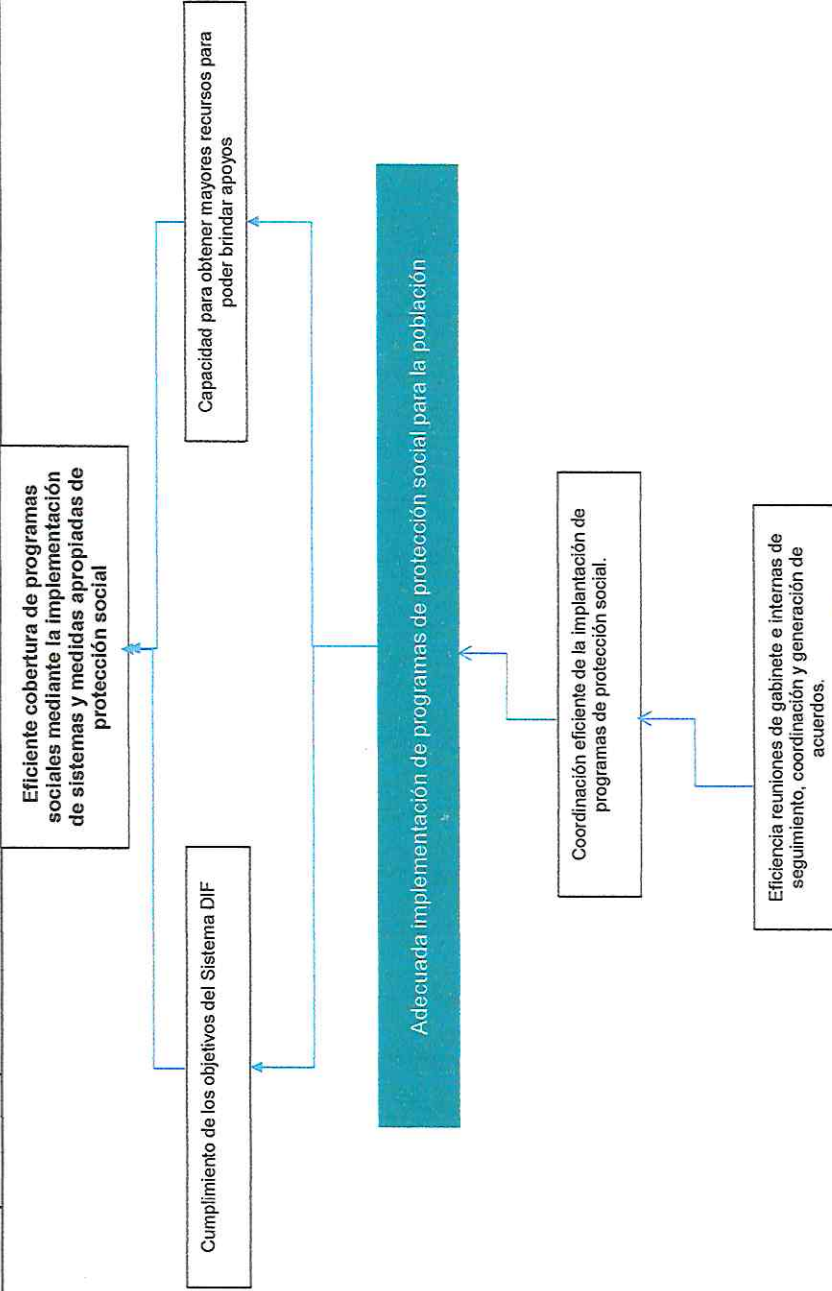 Eficiente cobertura de programas
sociales mediante la implementación
de sistemas y medidas apropiadas de
protección social
Cumplimiento de los objetivos del Sistema DIF
Capacidad para obtener mayores recursos para
poder brindar apoyos
Adecuada implementación de programas de protección social para la población
Coordinación eficiente de la implantación de
programas de protección social.
Eficiencia reuniones de gabinete e internas de
seguimiento, coordinación y generación de
acuerdos.